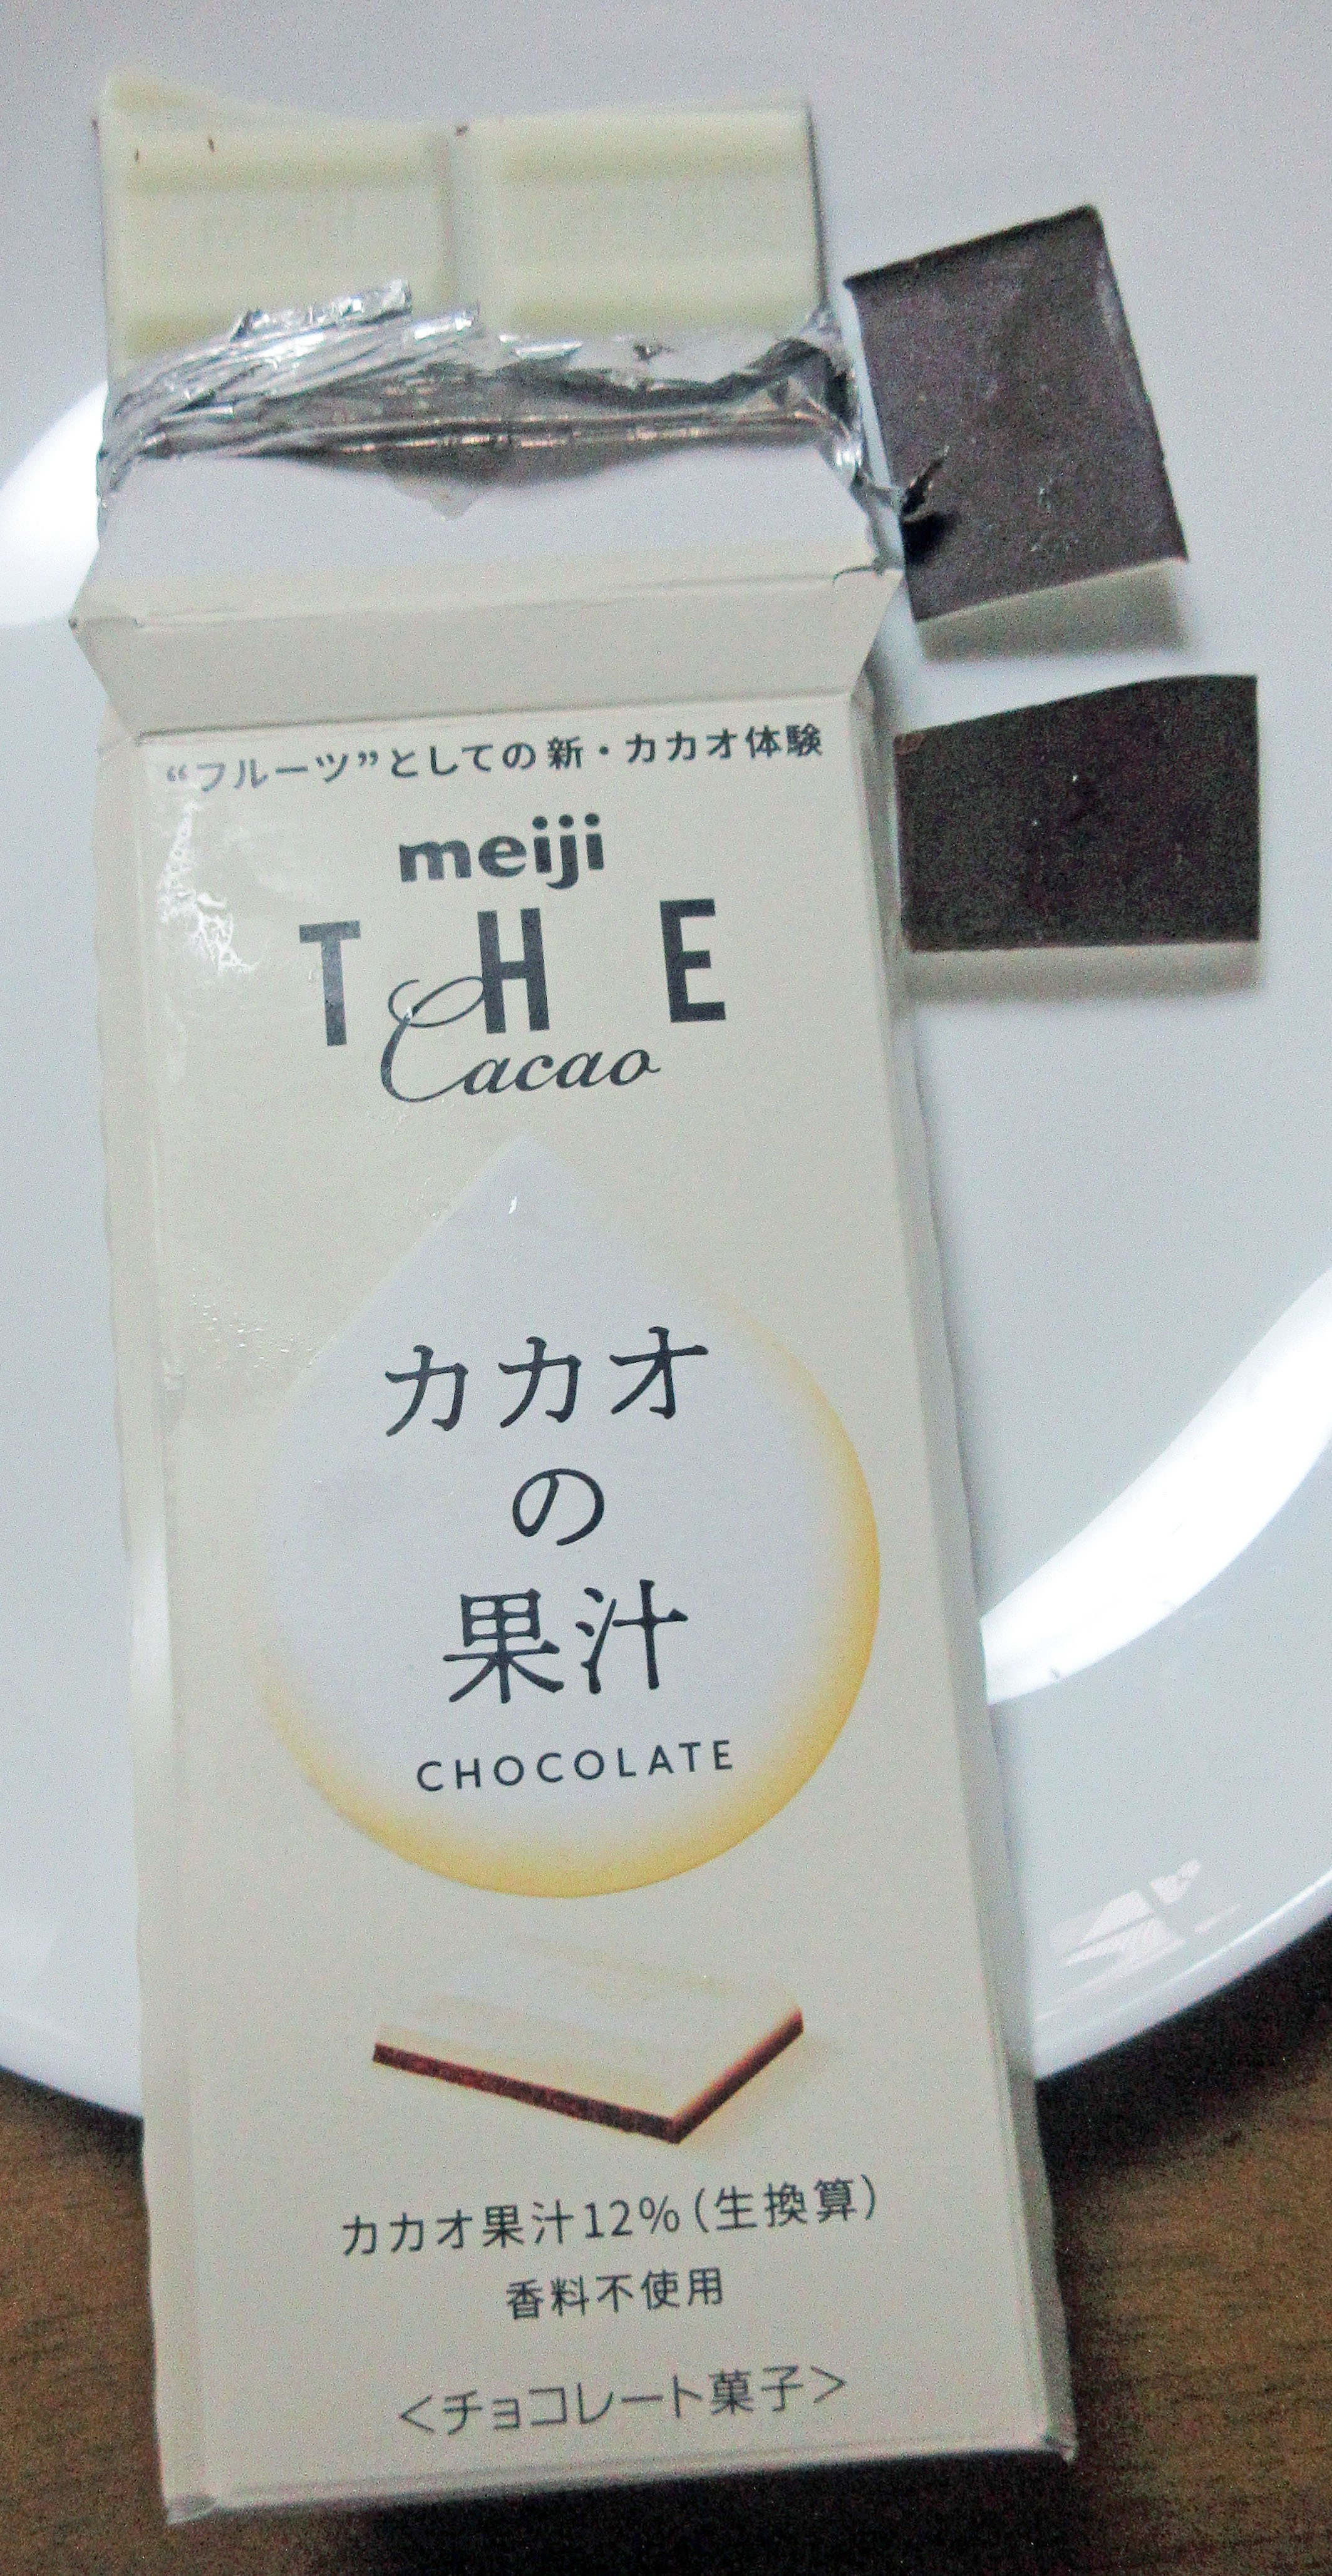 “フルーツ”としての新・カカオ体験
meiji
THE
Cacao
カカオ
の
果汁
CHOCOLATE
カカオ果汁12%(生換算)
香料不使用
<チョコレート菓子>